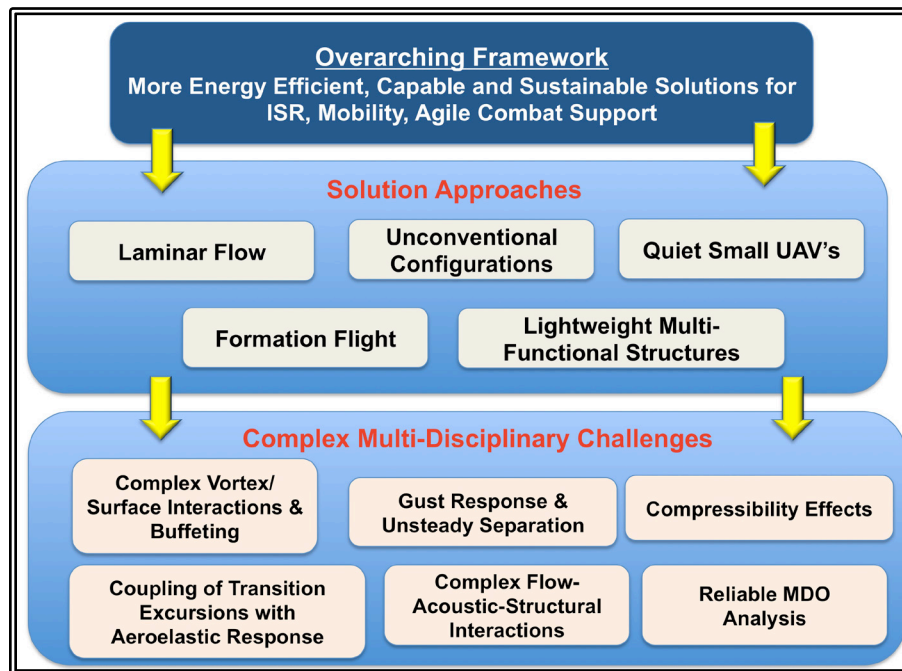 Overarching Framework
More Energy Efficient, Capable and Sustainable Solutions for
ISR, Mobility, Agile Combat Support
Solution Approaches
Laminar Flow
Unconventional
Configurations
Quiet Small UAV's
Formation Flight
Lightweight Multi-
Functional Structures
Complex Multi-Disciplinary Challenges
Complex Vortex/
Surface Interactions &
Buffeting
Gust Response &
Unsteady Separation
Compressibility Effects
Coupling of Transition
Excursions with
Aeroelastic Response
Complex Flow-
Acoustic-Structural
Interactions
Reliable MDO
Analysis